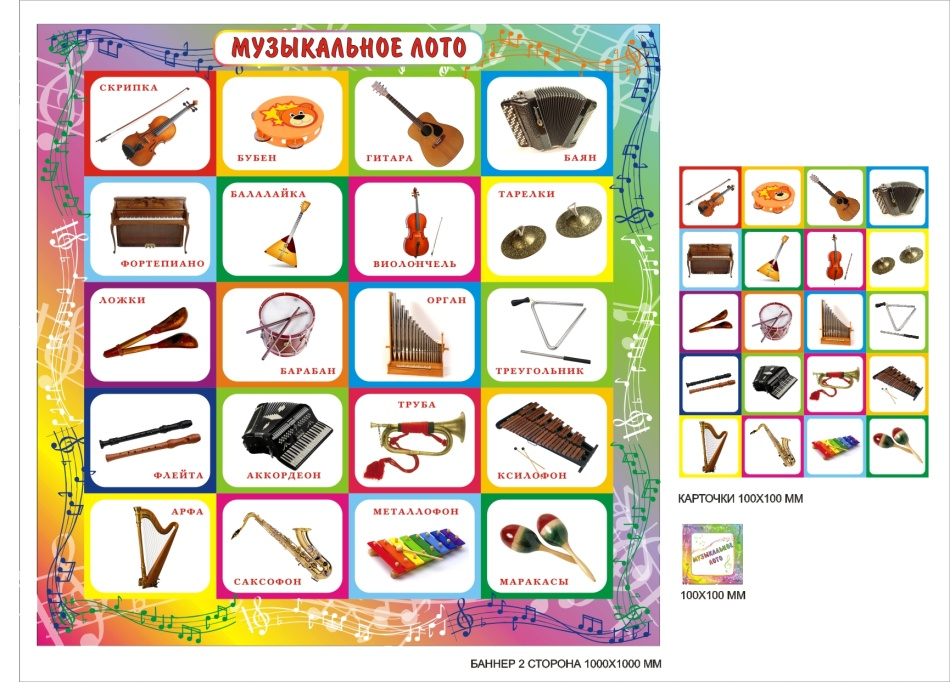 МУЗЫКАЛЬНОЕ ЛОТО
СКРИПКА
БУБЕН
ГИТАРА
БАЯН
ФОРТЕПИАНО
БАЛАЛАЙКА
ВИОЛОНЧЕЛЬ
ТАРЕЛКИ
ЛОЖКИ
БАРАБАН
ОРГАН
ТРЕУГОЛЬНИК
ФЛЕЙТА
АККОРДЕОН
ТРУБА
КСИЛОФОН
АРФА
САКСОФОН
МЕТАЛЛОФОН
МАРАКАСЫ
БАННЕР 2 СТОРОНА 1000Х1000 ММ
КАРТОЧКИ 100Х100 ММ
МУЗЫКАЛЬНОЕ
ЛОТО
100Х100 ММ